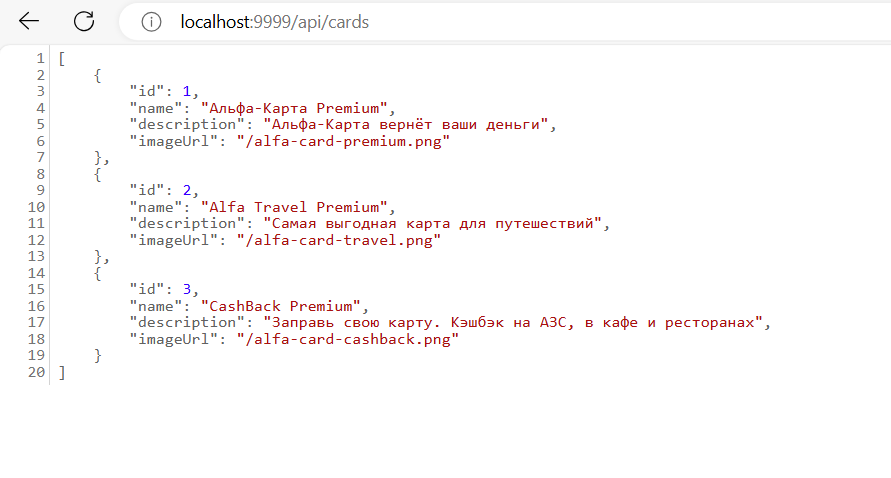 localhost:9999/api/cards
1 [
2 {
3 "id": 1,
4 "name": "Альфа-Карта Premium",
5 "description": "Альфа-Карта вернёт ваши деньги",
6 "imageUrl": "/alfa-card-premium.png"
7 },
8 {
9 "id": 2,
10 "name": "Alfa Travel Premium",
11 "description": "Самая выгодная карта для путешествий",
12 "imageUrl": "/alfa-card-travel.png"
13 },
14 {
15 "id": 3,
16 "name": "CashBack Premium",
17 "description": "Заправь свою карту. Кэшбэк на АЗС, в кафе и ресторанах",
18 "imageUrl": "/alfa-card-cashback.png"
19 }
20 ]